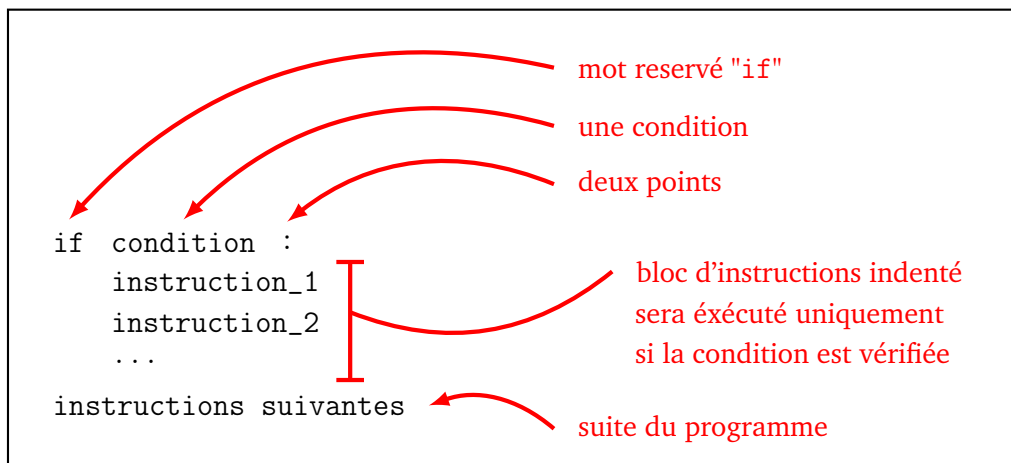 mot reservé "if"
une condition
deux points
if condition :
instruction_1
instruction_2
...
instructions suivantes
bloc d'instructions indenté
sera éxécuté uniquement
si la condition est vérifiée
suite du programme